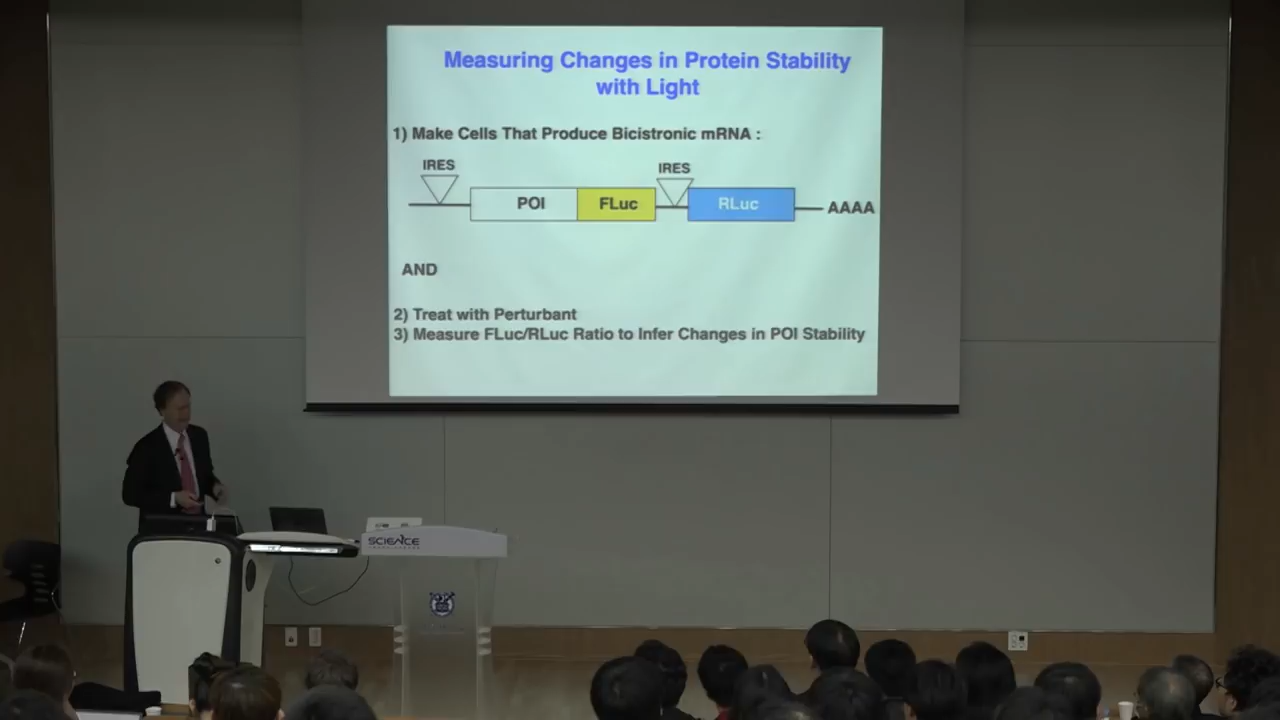 Measuring Changes in Protein Stability
with Light
1) Make Cells That Produce Bicistronic mRNA :
IRES
IRES
POI
FLuc
RLuc
AAAA
AND
2) Treat with Perturbant
3) Measure FLuc/RLuc Ratio to Infer Changes in POI Stability
SCIENCE